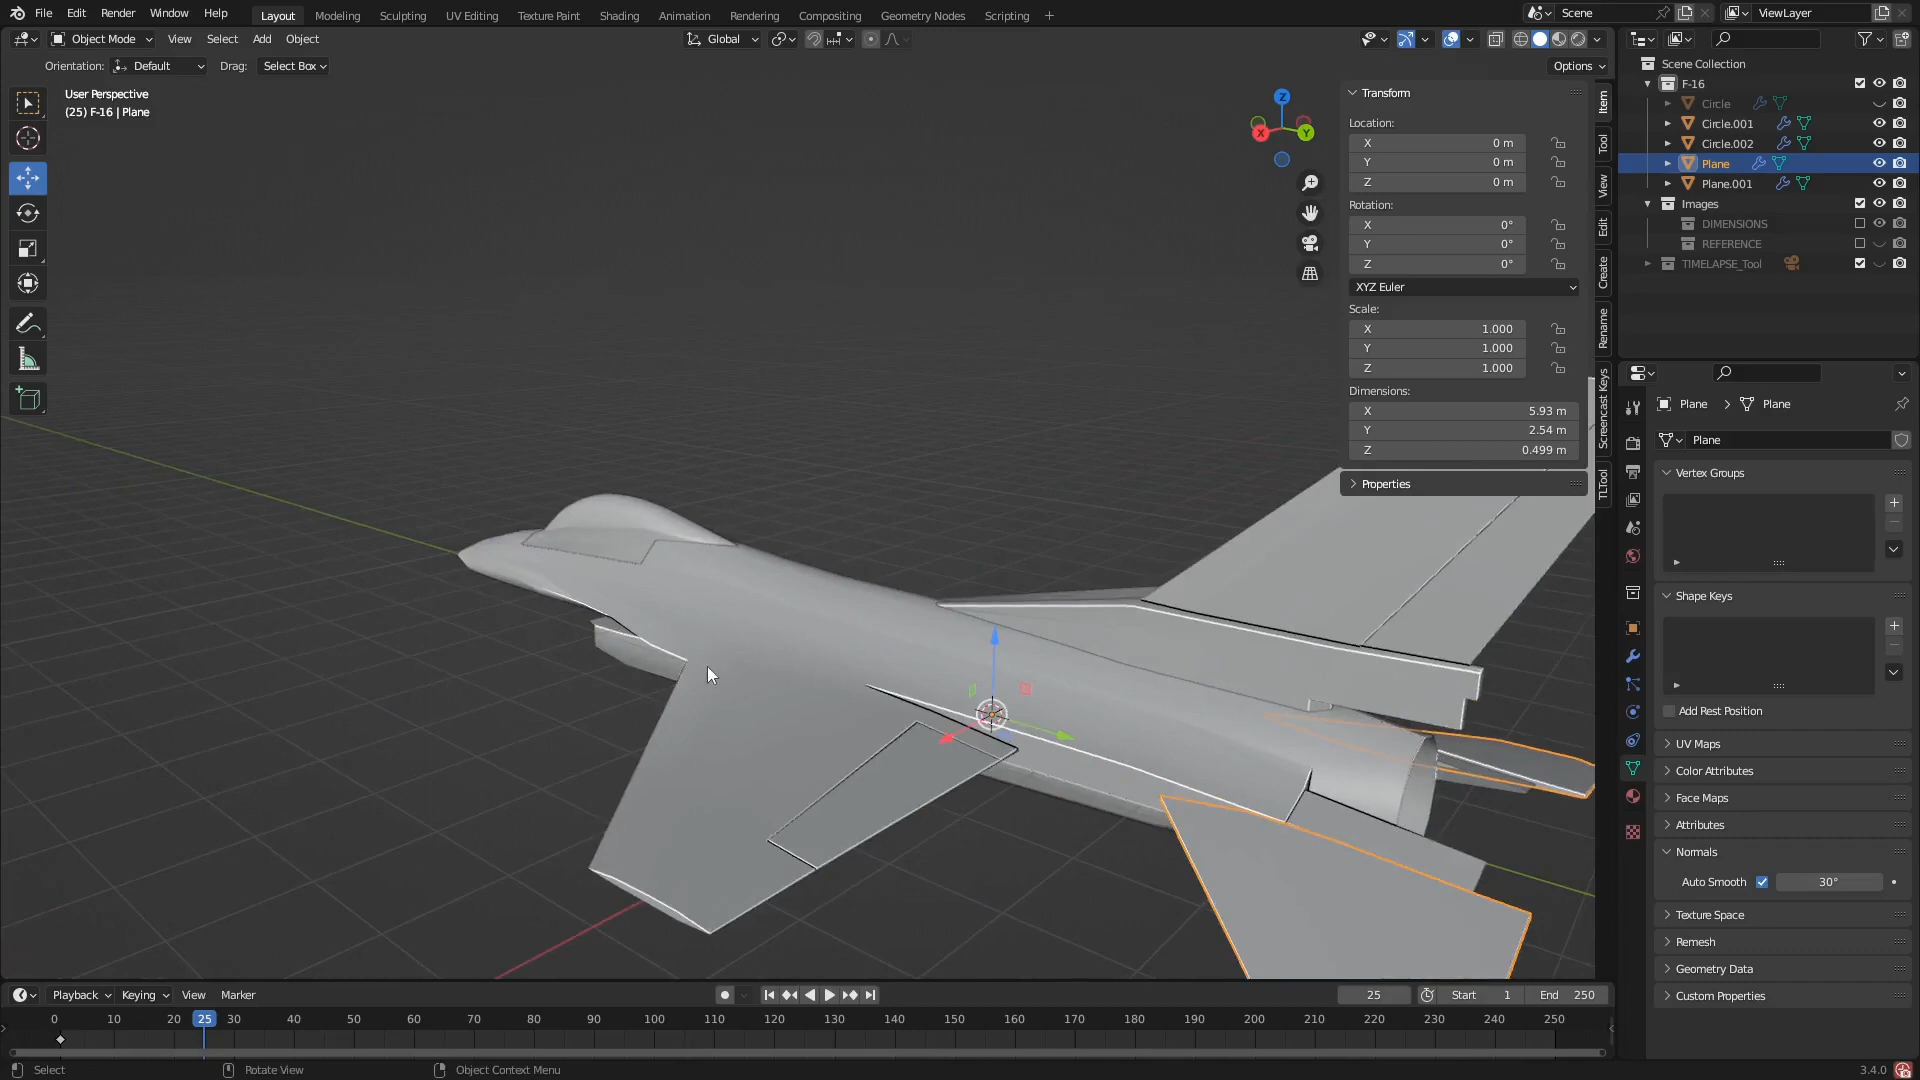 File Edit Render Window Help Layout Modeling Sculpting UV Editing Texture Paint Shading Animation Rendering Compositing Geometry Nodes Scripting + Scene ViewLayer
Object Mode View Select Add Object Global
Orientation: Default Drag: Select Box Options
User Perspective
(25) F-16 | Plane
Z
X
Y
Transform
Location:
X 0 m
Y 0 m
Z 0 m
Rotation:
X 0°
Y 0°
Z 0°
XYZ Euler
Scale:
X 1.000
Y 1.000
Z 1.000
Dimensions:
X 5.93 m
Y 2.54 m
Z 0.499 m
Properties
Item
Tool
View
Edit
Create
Rename
Screencast Keys
TLTool
Scene Collection
F-16
Circle
Circle.001
Circle.002
Plane
Plane.001
Images
DIMENSIONS
REFERENCE
TIMELAPSE_Tool
Plane > Plane
Plane
Vertex Groups
Shape Keys
Add Rest Position
UV Maps
Color Attributes
Face Maps
Attributes
Normals
Auto Smooth 30°
Texture Space
Remesh
Geometry Data
Custom Properties
Playback Keying View Marker 25 Start 1 End 250
0 10 20 25 30 40 50 60 70 80 90 100 110 120 130 140 150 160 170 180 190 200 210 220 230 240 250
Select Rotate View Object Context Menu 3.4.0